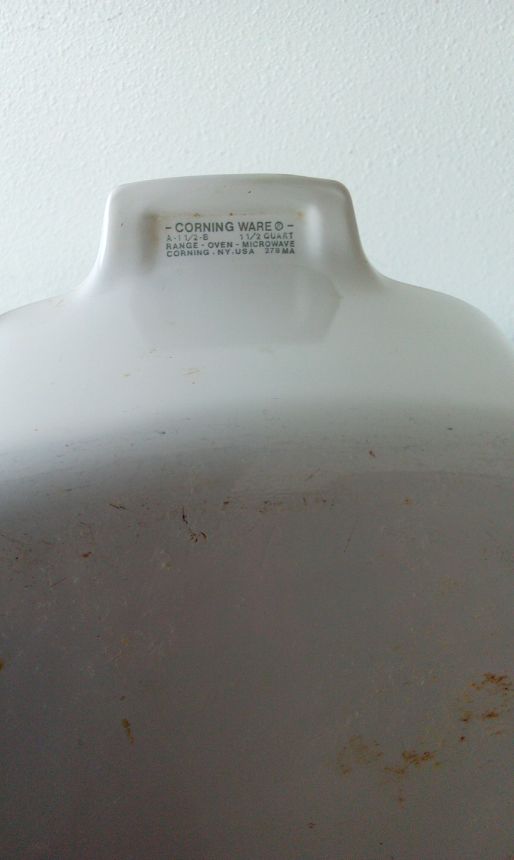 - CORNING WARE ® -
A-1 1/2-B 1 1/2 QUART
RANGE - OVEN - MICROWAVE
CORNING - NY - USA 278 MA